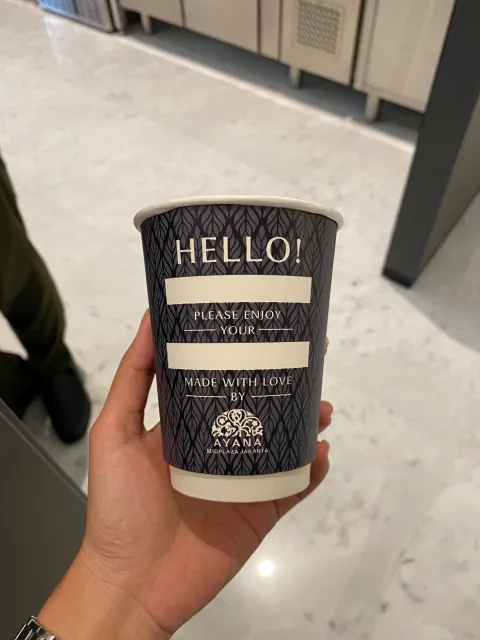 HELLO!
PLEASE ENJOY
YOUR
MADE WITH LOVE
BY
AYANA
MIDPLAZA JAKARTA